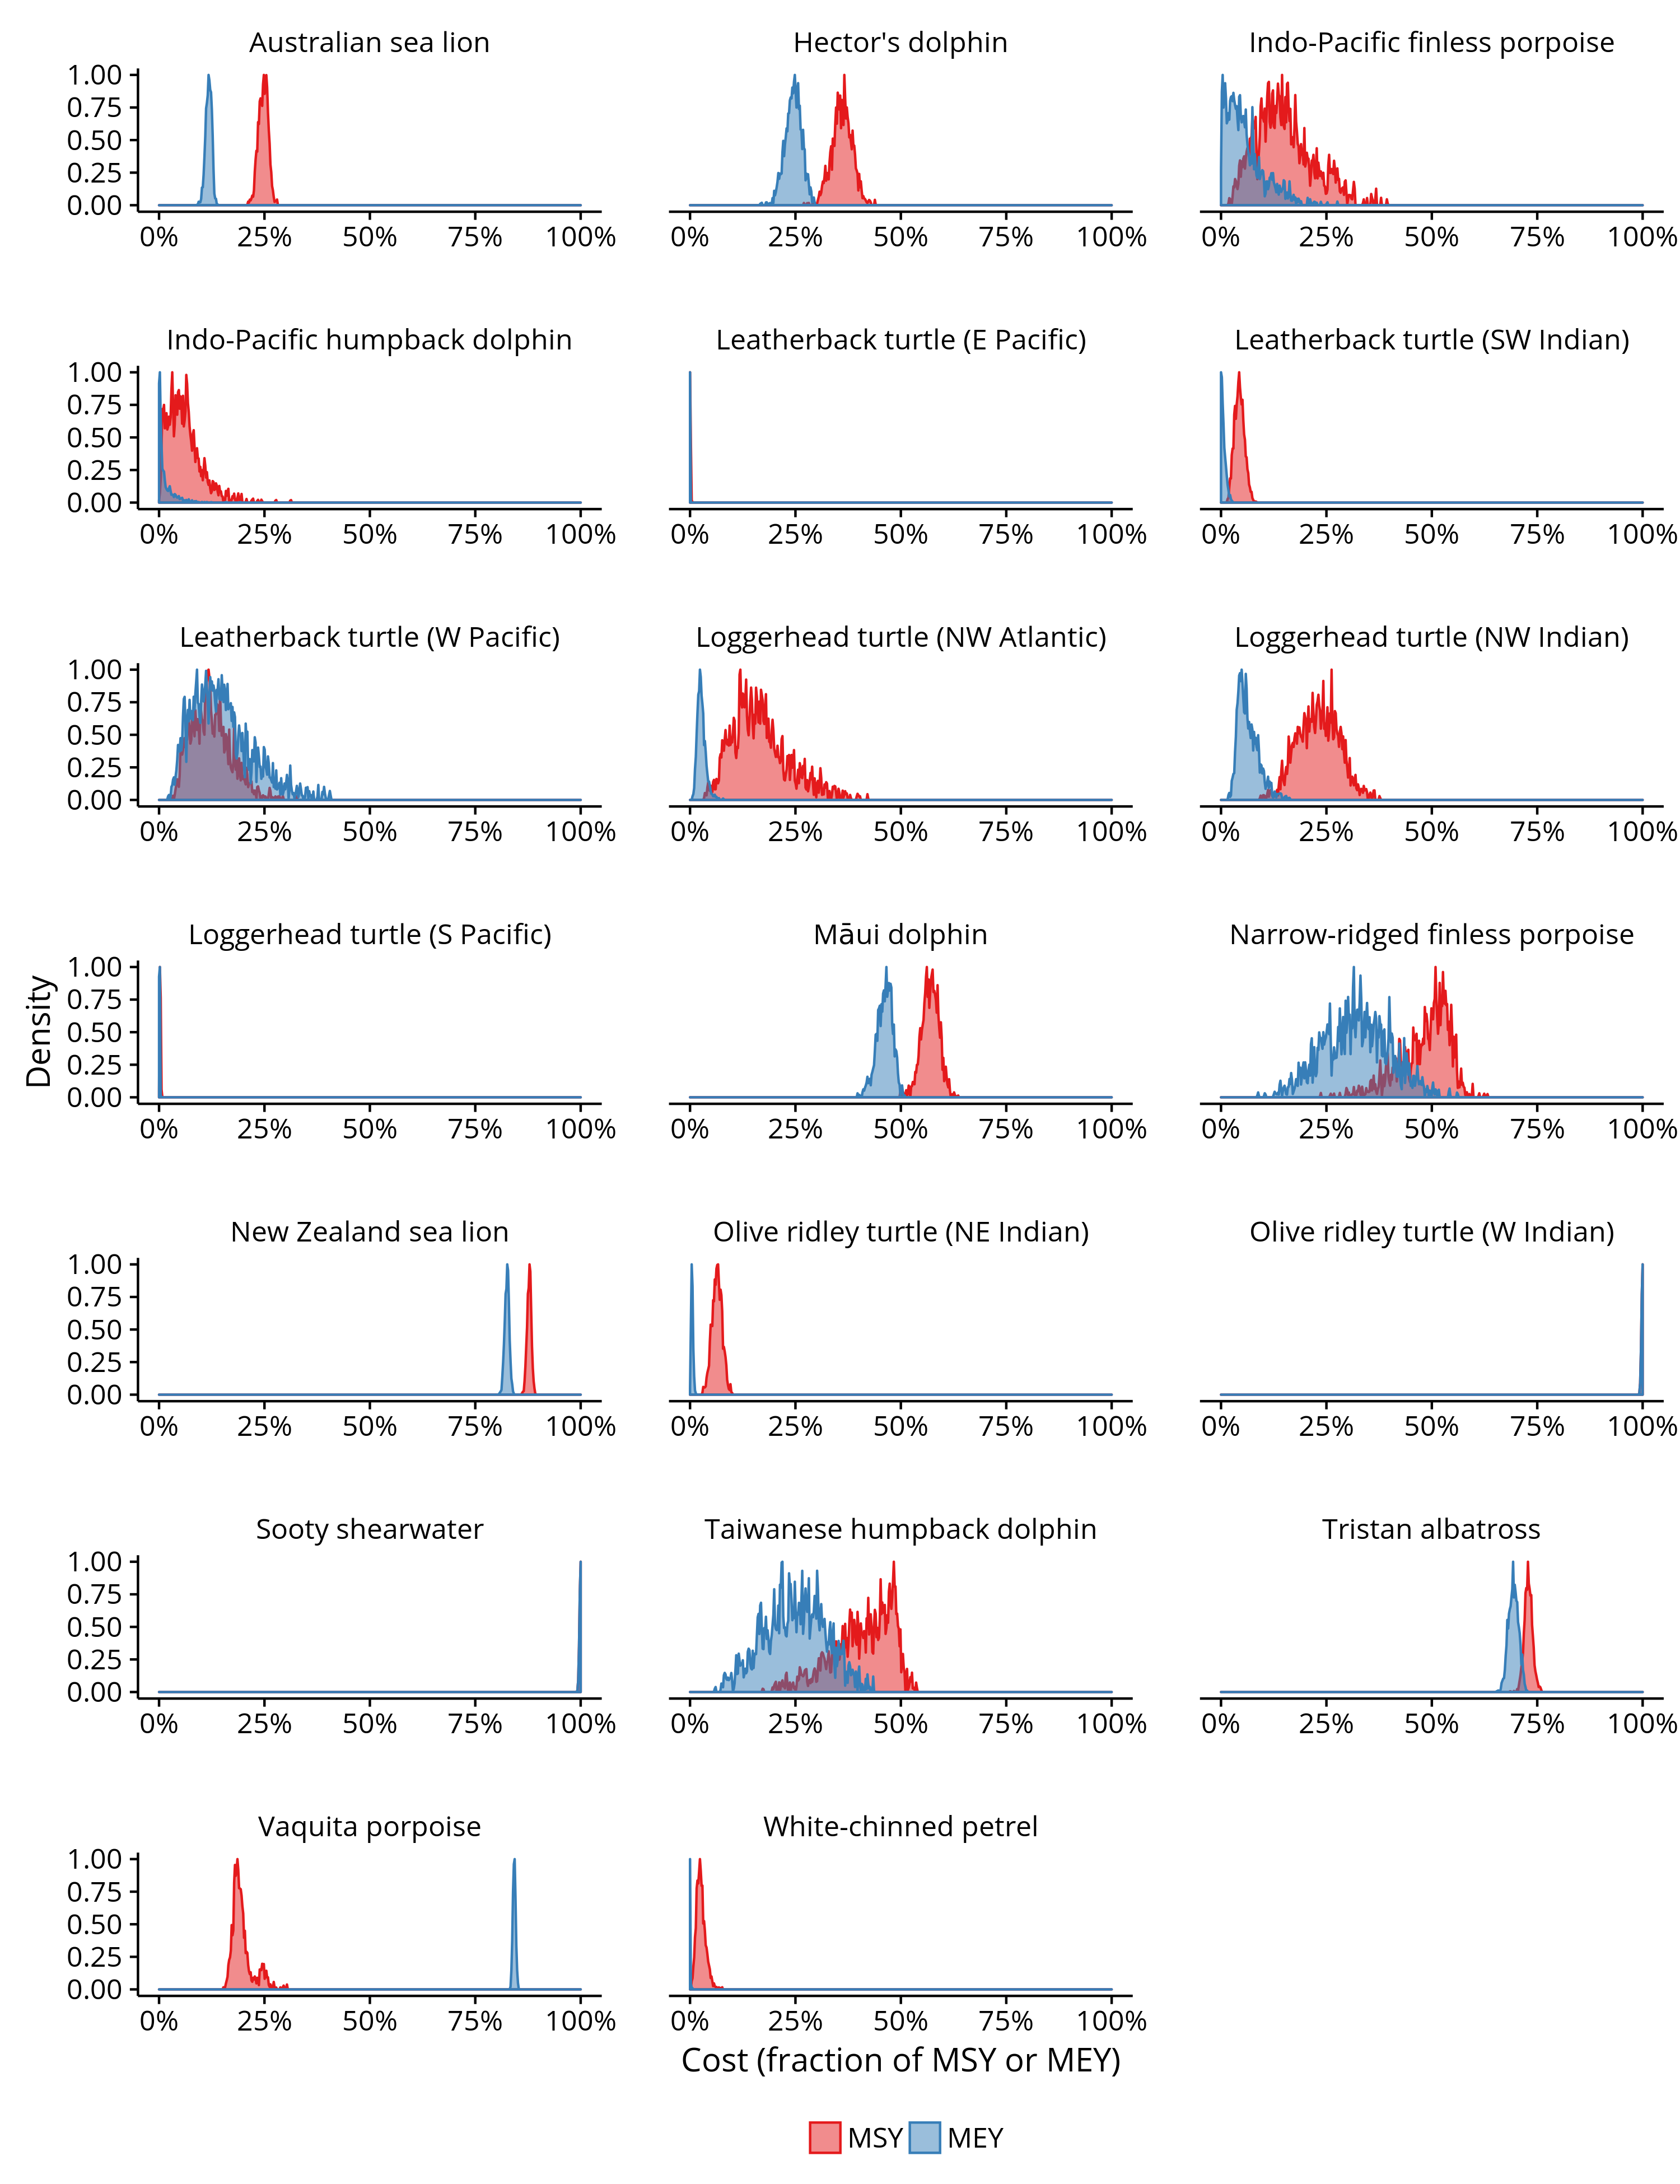 Australian sea lion
Hector's dolphin
Indo-Pacific finless porpoise
1.00
0.75
0.50
0.25
0.00
0% 25% 50% 75% 100%
0% 25% 50% 75% 100%
0% 25% 50% 75% 100%
Indo-Pacific humpback dolphin
Leatherback turtle (E Pacific)
Leatherback turtle (SW Indian)
1.00
0.75
0.50
0.25
0.00
0% 25% 50% 75% 100%
0% 25% 50% 75% 100%
0% 25% 50% 75% 100%
Leatherback turtle (W Pacific)
Loggerhead turtle (NW Atlantic)
Loggerhead turtle (NW Indian)
1.00
0.75
0.50
0.25
0.00
0% 25% 50% 75% 100%
0% 25% 50% 75% 100%
0% 25% 50% 75% 100%
Density
Loggerhead turtle (S Pacific)
Māui dolphin
Narrow-ridged finless porpoise
1.00
0.75
0.50
0.25
0.00
0% 25% 50% 75% 100%
0% 25% 50% 75% 100%
0% 25% 50% 75% 100%
New Zealand sea lion
Olive ridley turtle (NE Indian)
Olive ridley turtle (W Indian)
1.00
0.75
0.50
0.25
0.00
0% 25% 50% 75% 100%
0% 25% 50% 75% 100%
0% 25% 50% 75% 100%
Sooty shearwater
Taiwanese humpback dolphin
Tristan albatross
1.00
0.75
0.50
0.25
0.00
0% 25% 50% 75% 100%
0% 25% 50% 75% 100%
0% 25% 50% 75% 100%
Vaquita porpoise
White-chinned petrel
1.00
0.75
0.50
0.25
0.00
0% 25% 50% 75% 100%
0% 25% 50% 75% 100%
Cost (fraction of MSY or MEY)
MSY MEY